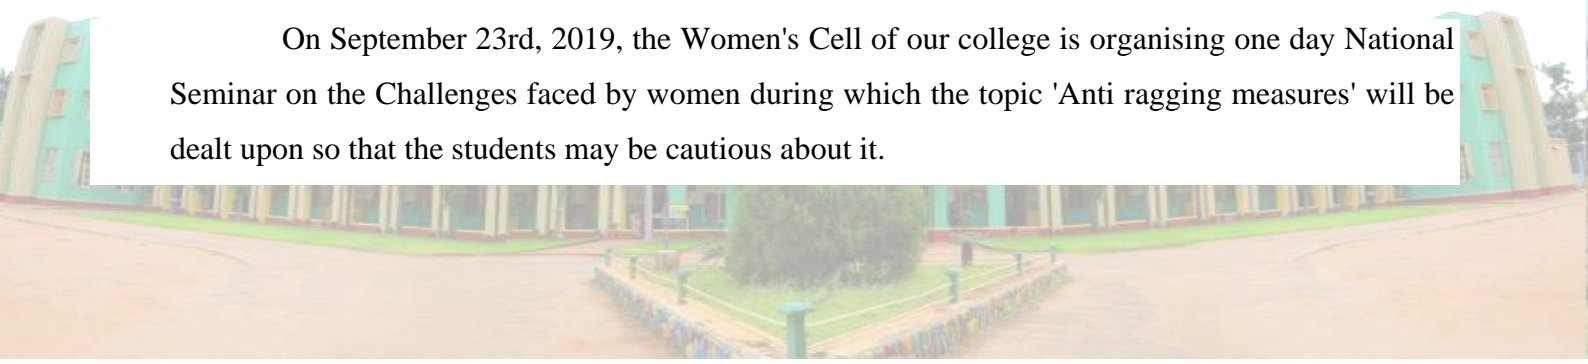 On September 23rd, 2019, the Women's Cell of our college is organising one day National
Seminar on the Challenges faced by women during which the topic 'Anti ragging measures' will be
dealt upon so that the students may be cautious about it.